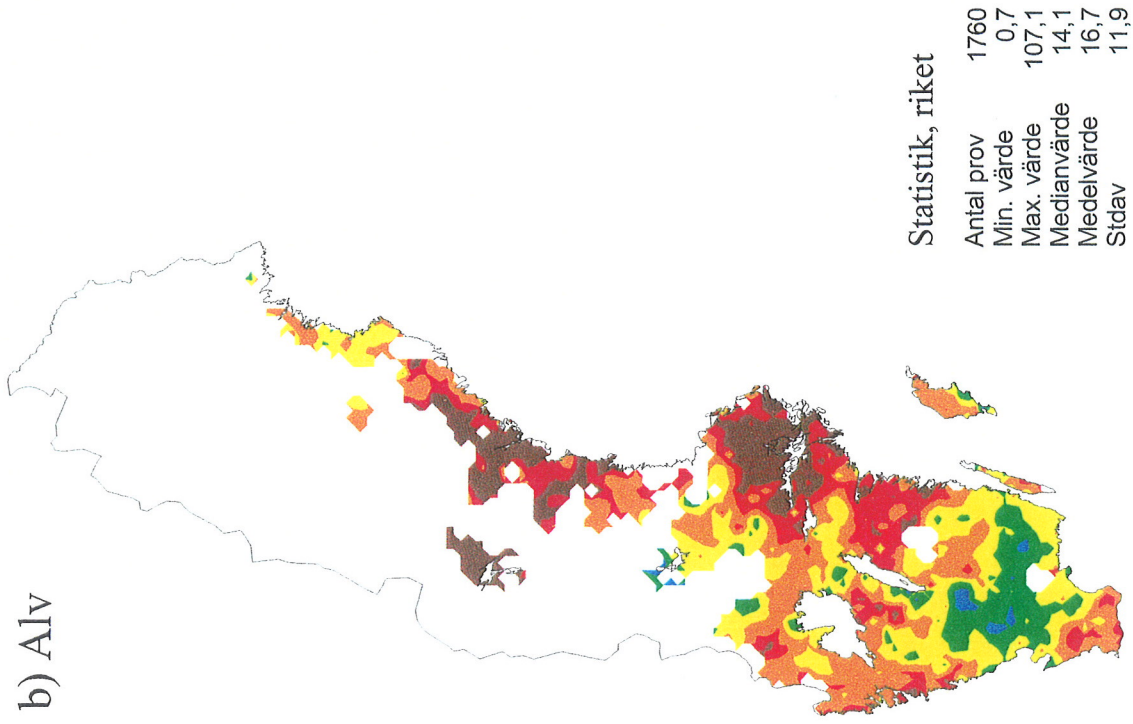 b) Alv
Statistik, riket
Antal prov 1760
Min. värde 0,7
Max. värde 107,1
Medianvärde 14,1
Medelvärde 16,7
Stdav 11,9